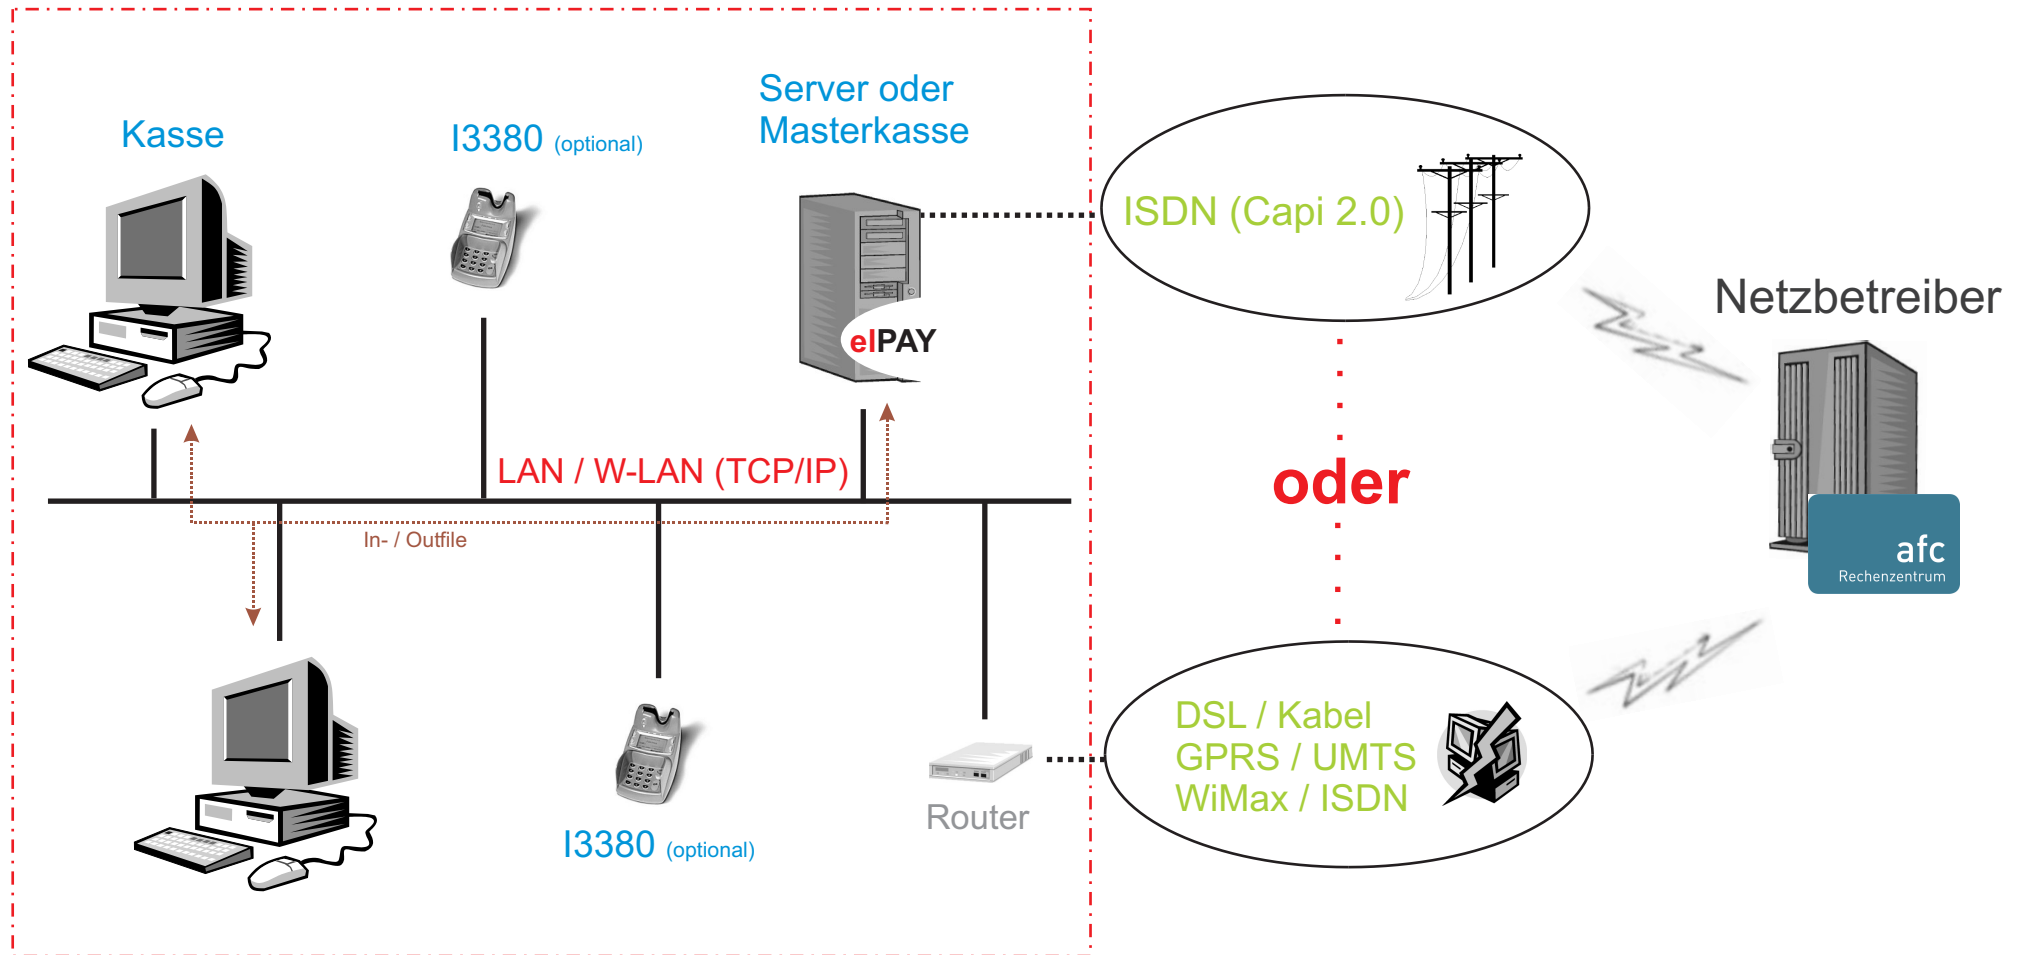 Kasse
I3380 (optional)
Server oder
Masterkasse
elPAY
ISDN (Capi 2.0)
Netzbetreiber
LAN / W-LAN (TCP/IP)
In- / Outfile
oder
afc
Rechenzentrum
DSL / Kabel
GPRS / UMTS
WiMax / ISDN
Router
I3380 (optional)